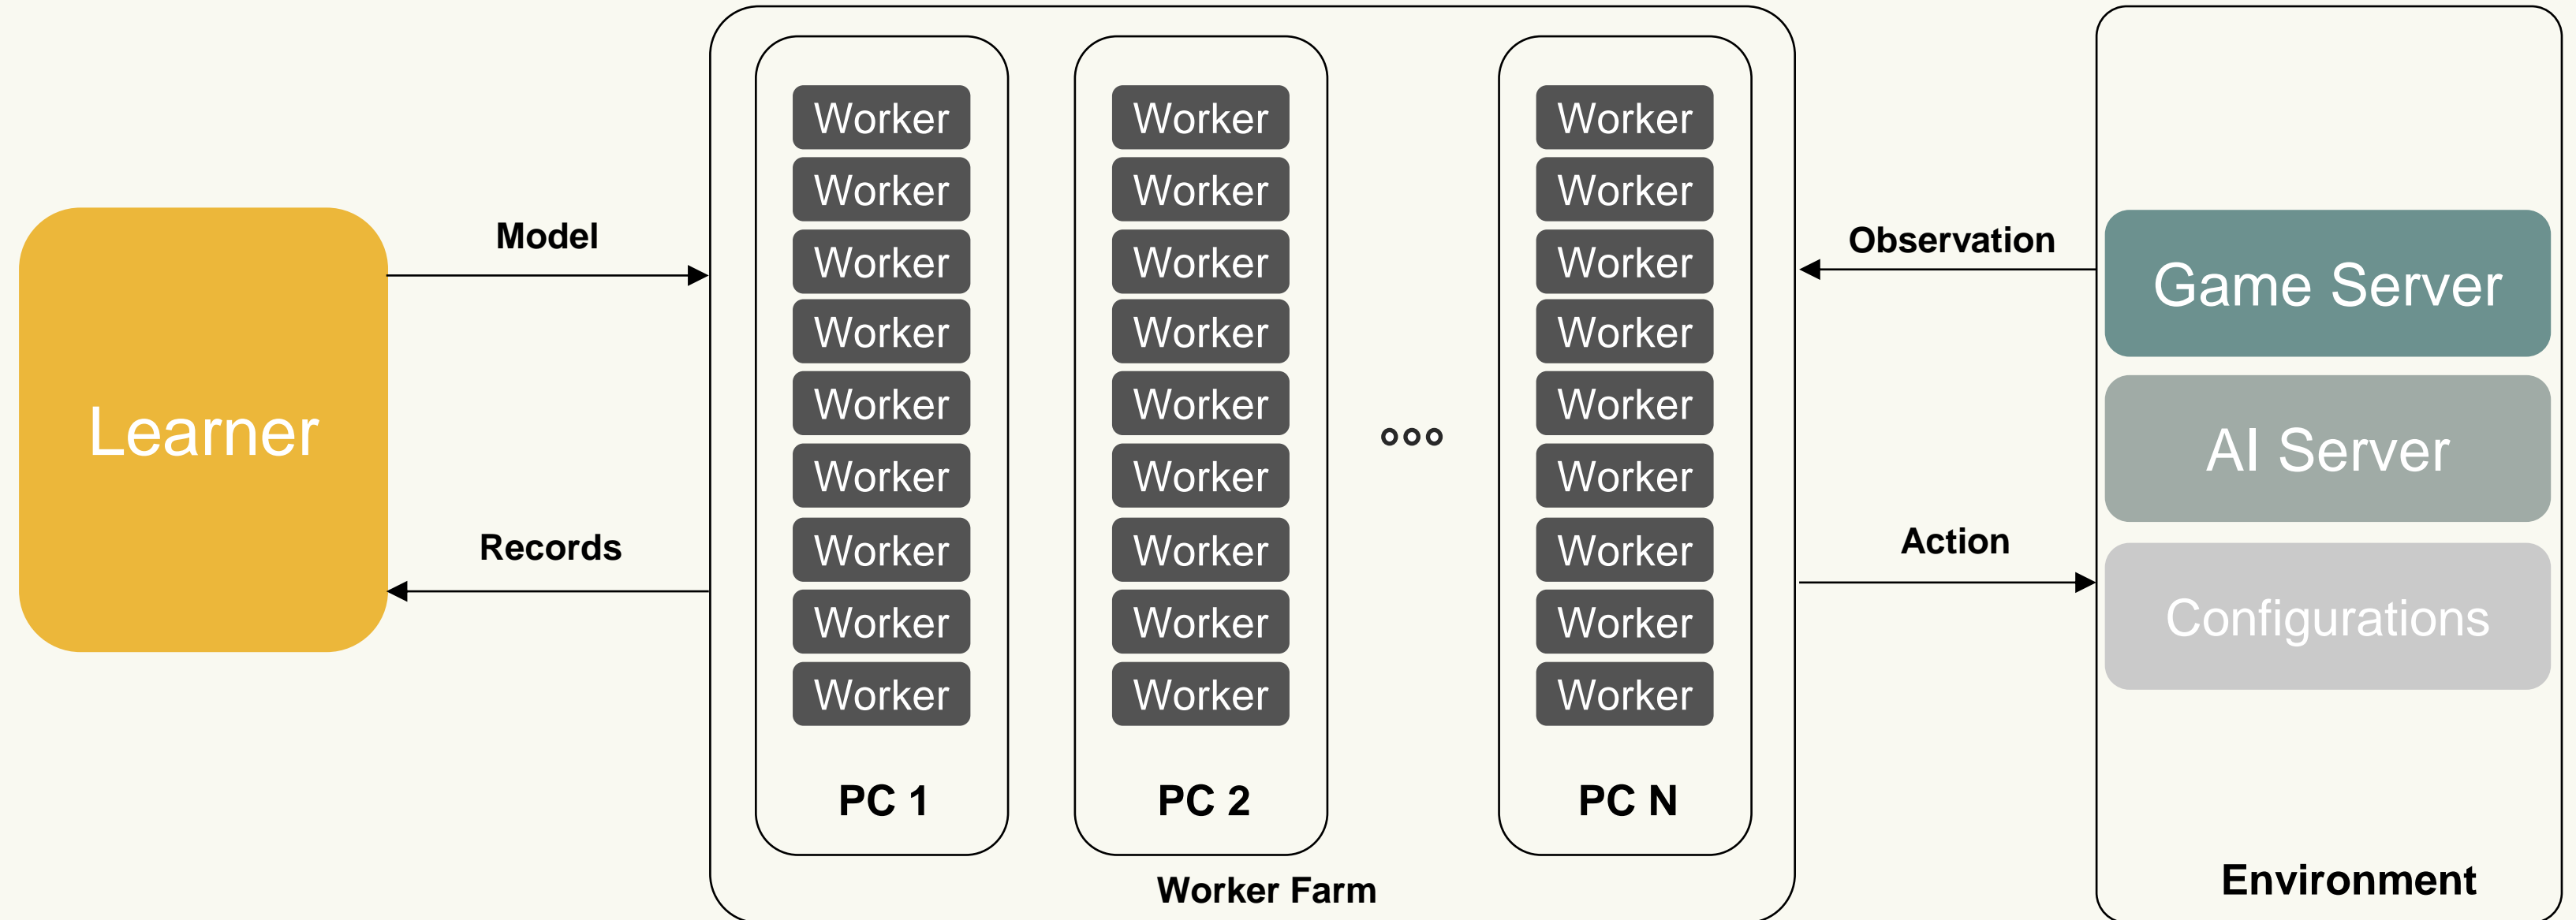 Learner
Model
Records
Worker
Worker
Worker
Worker
Worker
Worker
Worker
Worker
Worker
PC 1
Worker
Worker
Worker
Worker
Worker
Worker
Worker
Worker
Worker
PC 2
Worker
Worker
Worker
Worker
Worker
Worker
Worker
Worker
Worker
PC N
Worker Farm
Observation
Action
Game Server
AI Server
Configurations
Environment